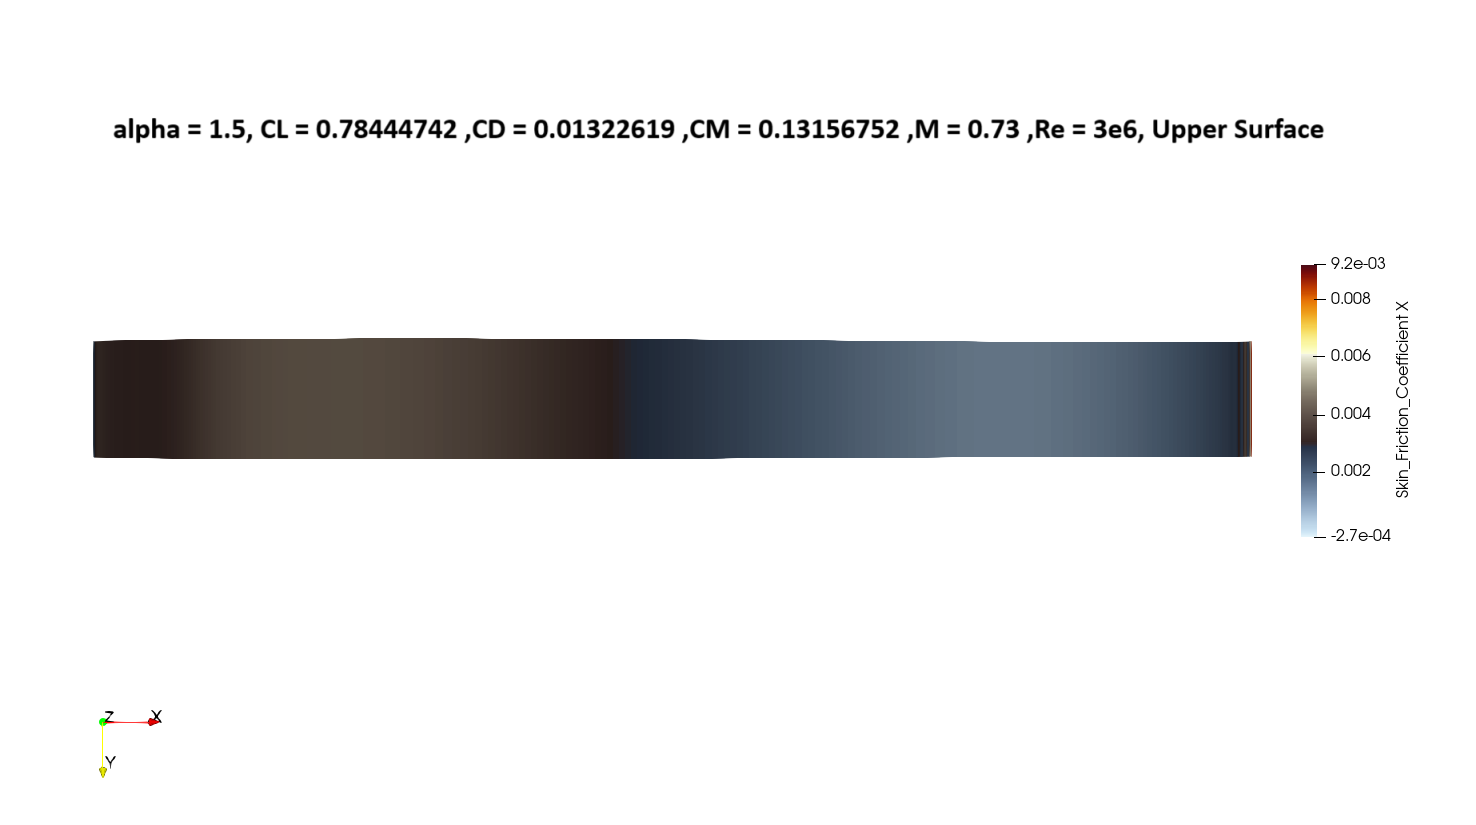 alpha = 1.5, CL = 0.78444742 ,CD = 0.01322619 ,CM = 0.13156752 ,M = 0.73 ,Re = 3e6, Upper Surface
9.2e-03
0.008
0.006
0.004
0.002
-2.7e-04
Skin_Friction_Coefficient X
Z
X
Y